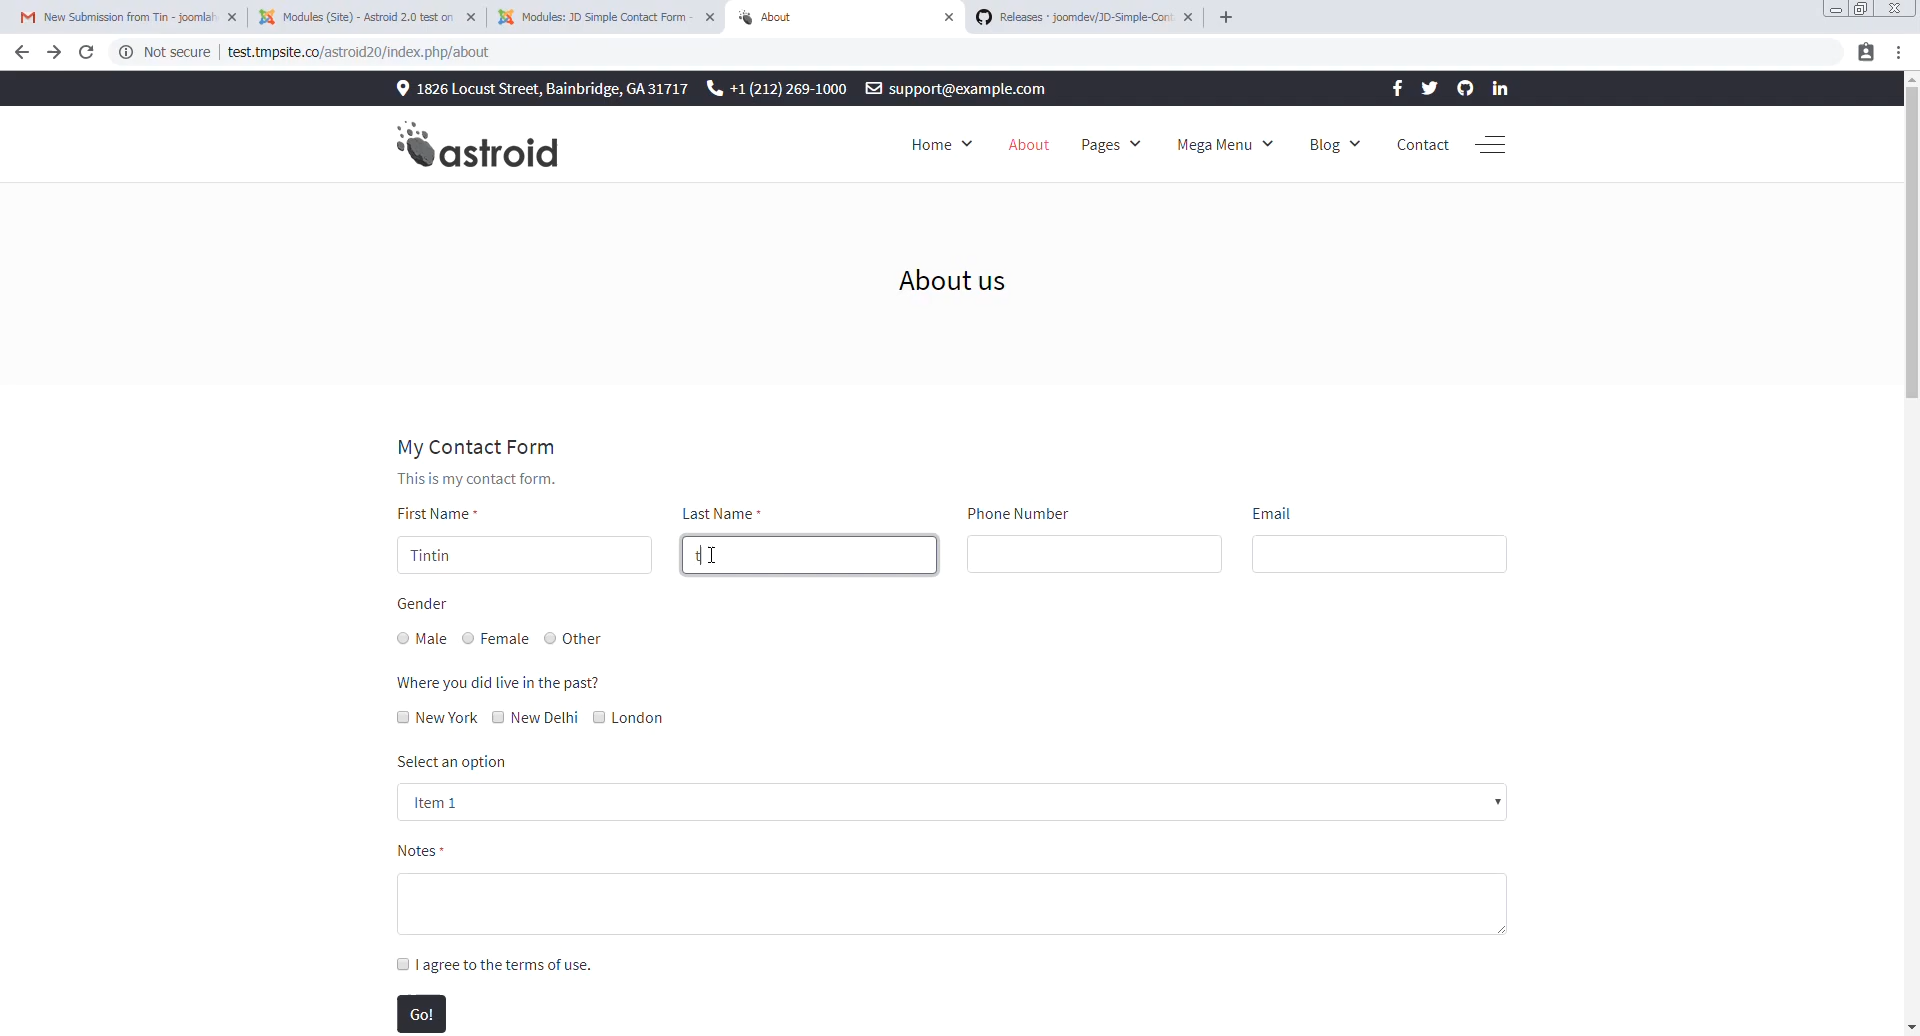 New Submission from Tin - joomlah
Modules (Site) - Astroid 2.0 test on
Modules: JD Simple Contact Form -
About
Releases · joomdev/JD-Simple-Cont
Not secure | test.tmpsite.co/astroid20/index.php/about
1826 Locust Street, Bainbridge, GA 31717 +1 (212) 269-1000 support@example.com
astroid
Home About Pages Mega Menu Blog Contact
About us
My Contact Form
This is my contact form.
First Name * Last Name * Phone Number Email
Tintin t
Gender
Male Female Other
Where you did live in the past?
New York New Delhi London
Select an option
Item 1
Notes *
I agree to the terms of use.
Go!